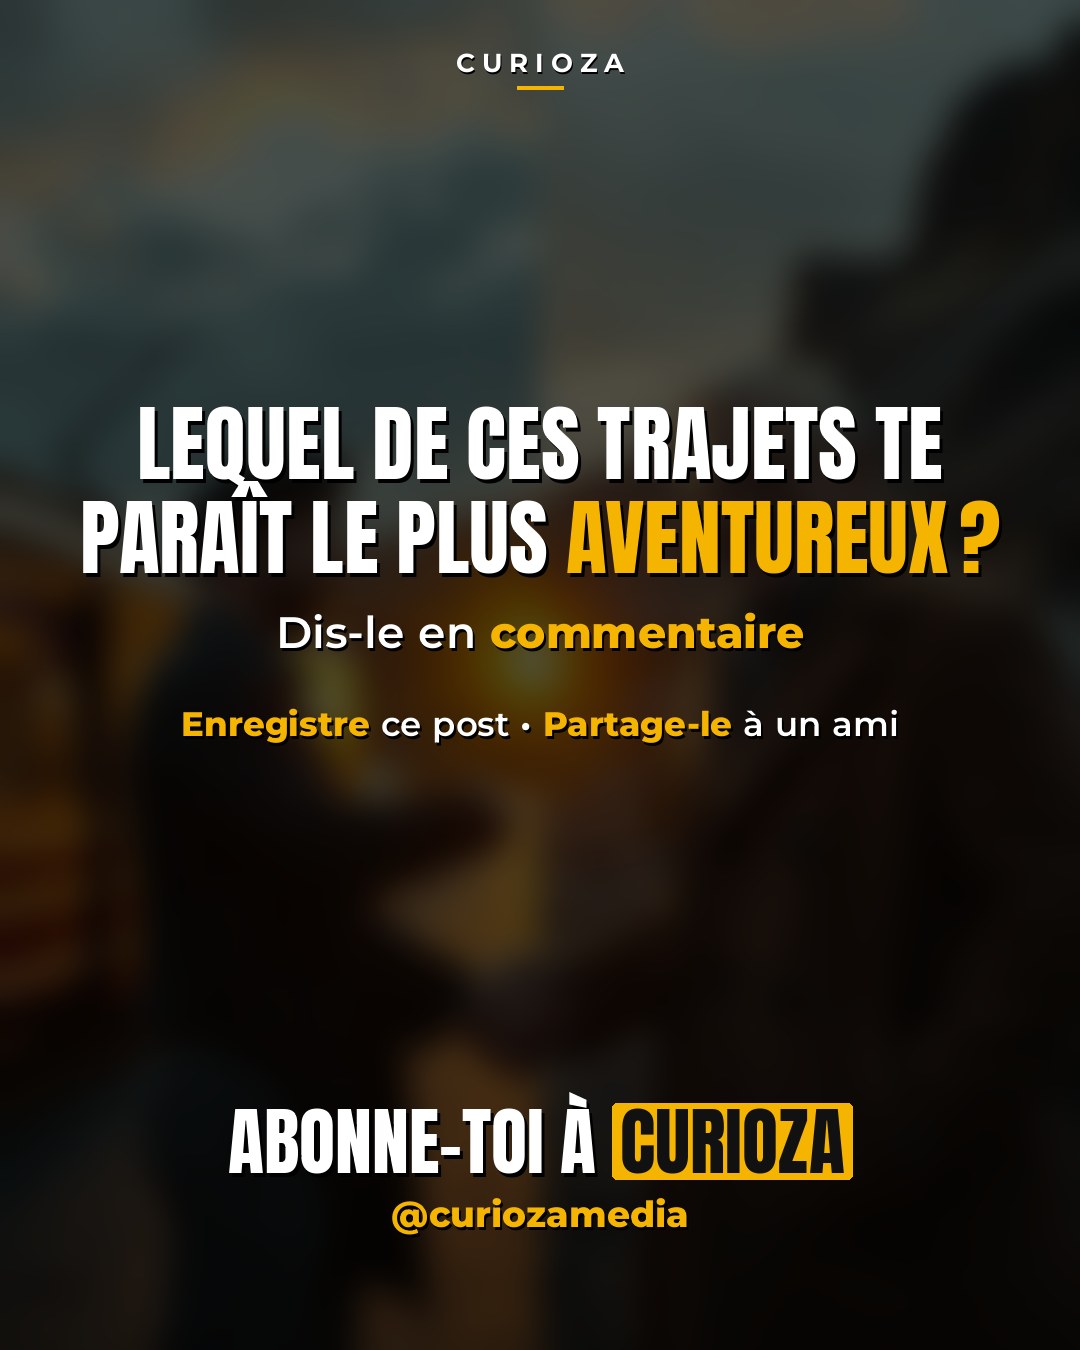 CURIOZA
LEQUEL DE CES TRAJETS TE
PARAÎT LE PLUS AVENTUREUX ?
Dis-le en commentaire
Enregistre ce post • Partage-le à un ami
ABONNE-TOI À CURIOZA
@curiozamedia